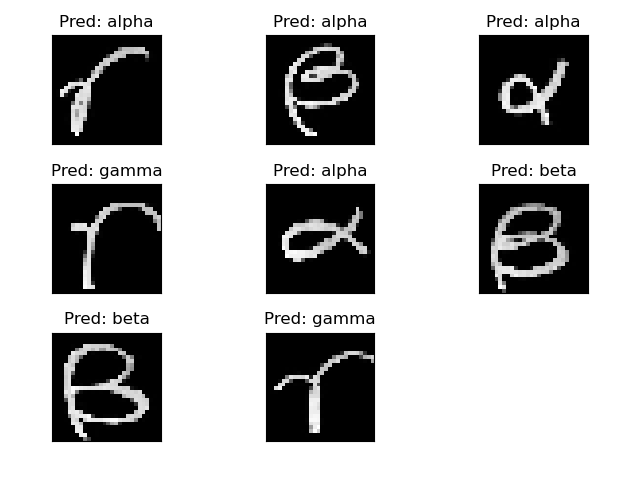 Pred: alpha Pred: alpha Pred: alpha
γ β α
Pred: gamma Pred: alpha Pred: beta
γ α β
Pred: beta Pred: gamma
β γ